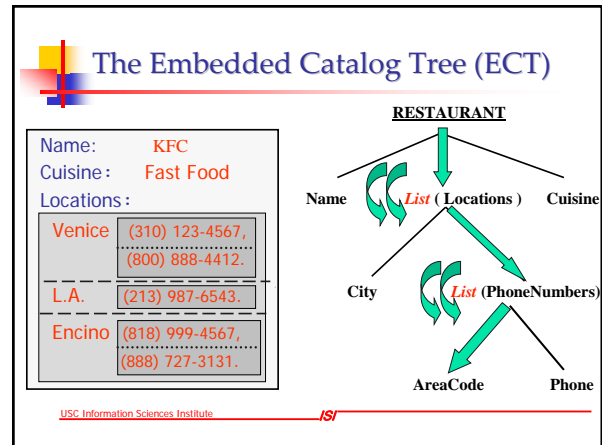 The Embedded Catalog Tree (ECT)
Name: KFC
Cuisine: Fast Food
Locations:
Venice (310) 123-4567,
(800) 888-4412.
L.A. (213) 987-6543.
Encino (818) 999-4567,
(888) 727-3131.
RESTAURANT
Name List ( Locations ) Cuisine
City List (PhoneNumbers)
AreaCode Phone
USC Information Sciences Institute ISI